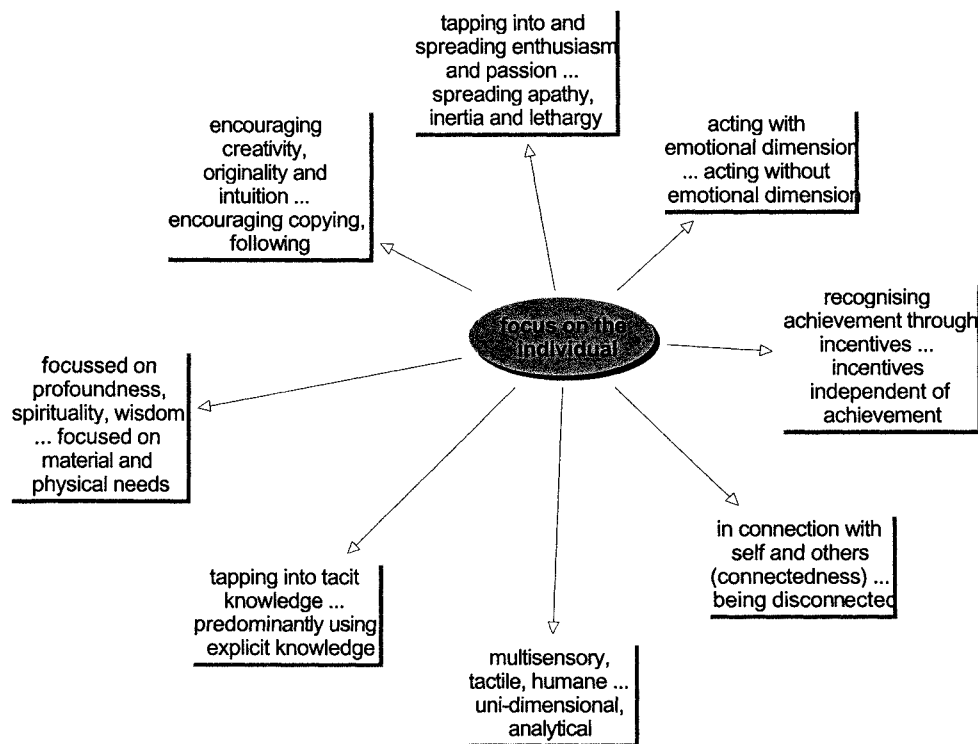 tapping into and
spreading enthusiasm
and passion ...
spreading apathy,
inertia and lethargy
acting with
emotional dimension
... acting without
emotional dimension
recognising
achievement through
incentives ...
incentives
independent of
achievement
in connection with
self and others
(connectedness) ...
being disconnected
multisensory,
tactile, humane ...
uni-dimensional,
analytical
tapping into tacit
knowledge ...
predominantly using
explicit knowledge
focussed on
profoundness,
spirituality, wisdom
... focused on
material and
physical needs
encouraging
creativity,
originality and
intuition ...
encouraging copying,
following
focus on the
individual